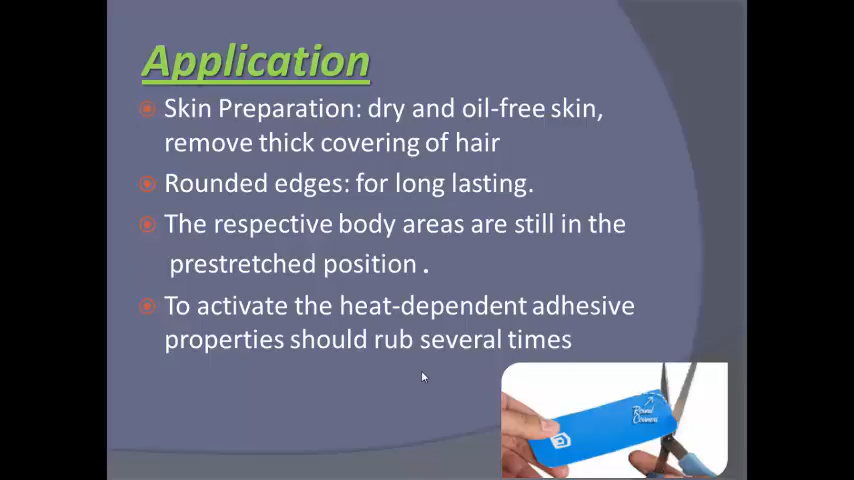 Application
Skin Preparation: dry and oil-free skin,
remove thick covering of hair
Rounded edges: for long lasting.
The respective body areas are still in the
prestretched position .
To activate the heat-dependent adhesive
properties should rub several times
Round
Corners